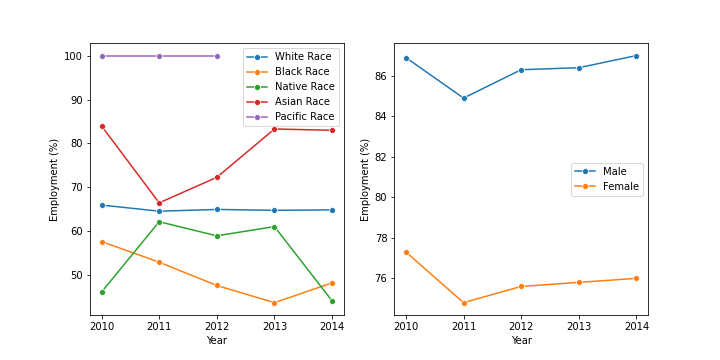 100
90
80
70
60
50
Employment (%)
2010 2011 2012 2013 2014
Year
White Race
Black Race
Native Race
Asian Race
Pacific Race
86
84
82
80
78
76
Employment (%)
2010 2011 2012 2013 2014
Year
Male
Female